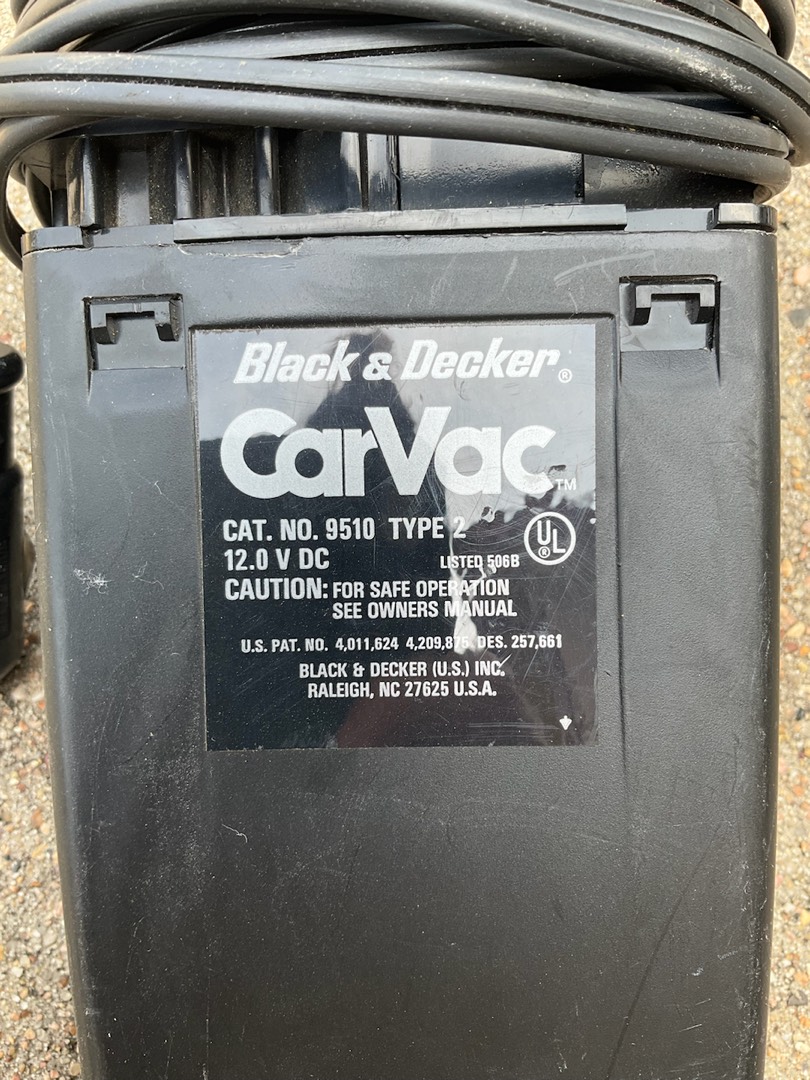 Black & Decker®
CarVac™
CAT. NO. 9510 TYPE 2
12.0 V DC
LISTED 506B
UL®
CAUTION: FOR SAFE OPERATION
SEE OWNERS MANUAL
U.S. PAT. NO. 4,011,624 4,209,875 DES. 257,661
BLACK & DECKER (U.S.) INC.
RALEIGH, NC 27625 U.S.A.